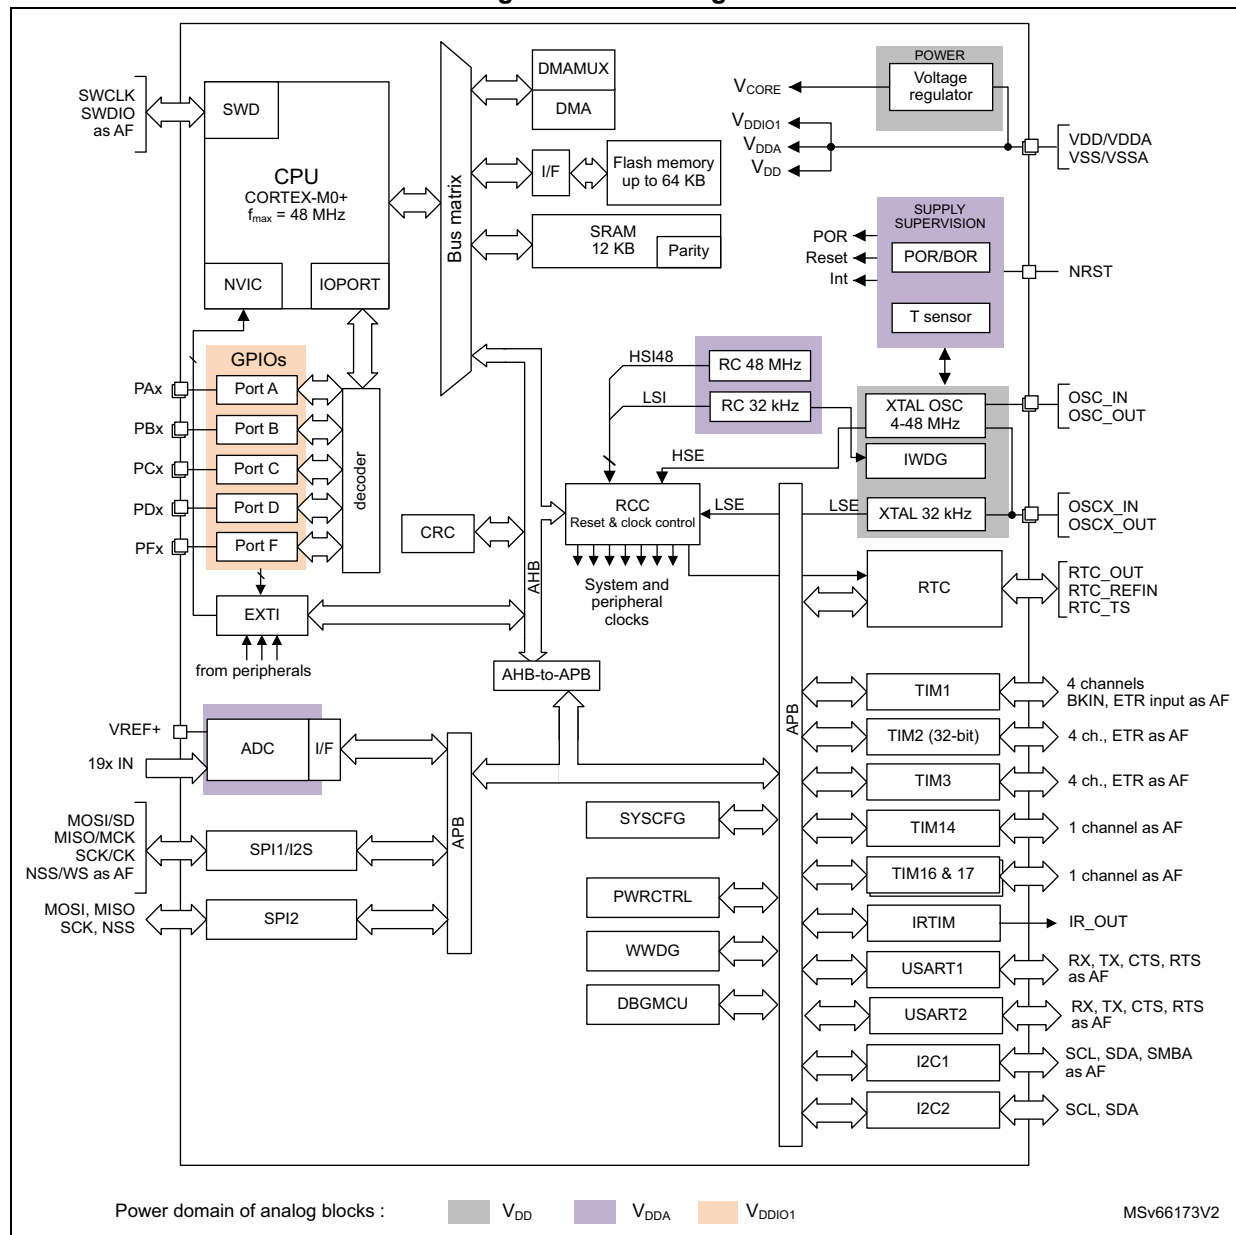 SWCLK
SWDIO
as AF
SWD
CPU
CORTEX-M0+
fmax = 48 MHz
NVIC
IOPORT
Bus matrix
DMAMUX
DMA
I/F
Flash memory
up to 64 KB
SRAM
12 KB
Parity
POWER
Voltage
regulator
VCORE
VDDIO1
VDDA
VDD
VDD/VDDA
VSS/VSSA
SUPPLY
SUPERVISION
POR
Reset
Int
POR/BOR
T sensor
NRST
GPIOs
PAx
Port A
PBx
Port B
PCx
Port C
PDx
Port D
PFx
Port F
decoder
EXTI
from peripherals
HSI48
RC 48 MHz
LSI
RC 32 kHz
HSE
XTAL OSC
4-48 MHz
IWDG
XTAL 32 kHz
OSC_IN
OSC_OUT
OSCX_IN
OSCX_OUT
LSE
LSE
RCC
Reset & clock control
System and
peripheral
clocks
CRC
AHB
AHB-to-APB
RTC
RTC_OUT
RTC_REFIN
RTC_TS
VREF+
19x IN
ADC
I/F
MOSI/SD
MISO/MCK
SCK/CK
NSS/WS as AF
SPI1/I2S
MOSI, MISO
SCK, NSS
SPI2
APB
SYSCFG
PWRCTRL
WWDG
DBGMCU
APB
TIM1
4 channels
BKIN, ETR input as AF
TIM2 (32-bit)
4 ch., ETR as AF
TIM3
4 ch., ETR as AF
TIM14
1 channel as AF
TIM16 & 17
1 channel as AF
IRTIM
IR_OUT
USART1
RX, TX, CTS, RTS
as AF
USART2
RX, TX, CTS, RTS
as AF
I2C1
SCL, SDA, SMBA
as AF
I2C2
SCL, SDA
Power domain of analog blocks :
VDD
VDDA
VDDIO1
MSv66173V2